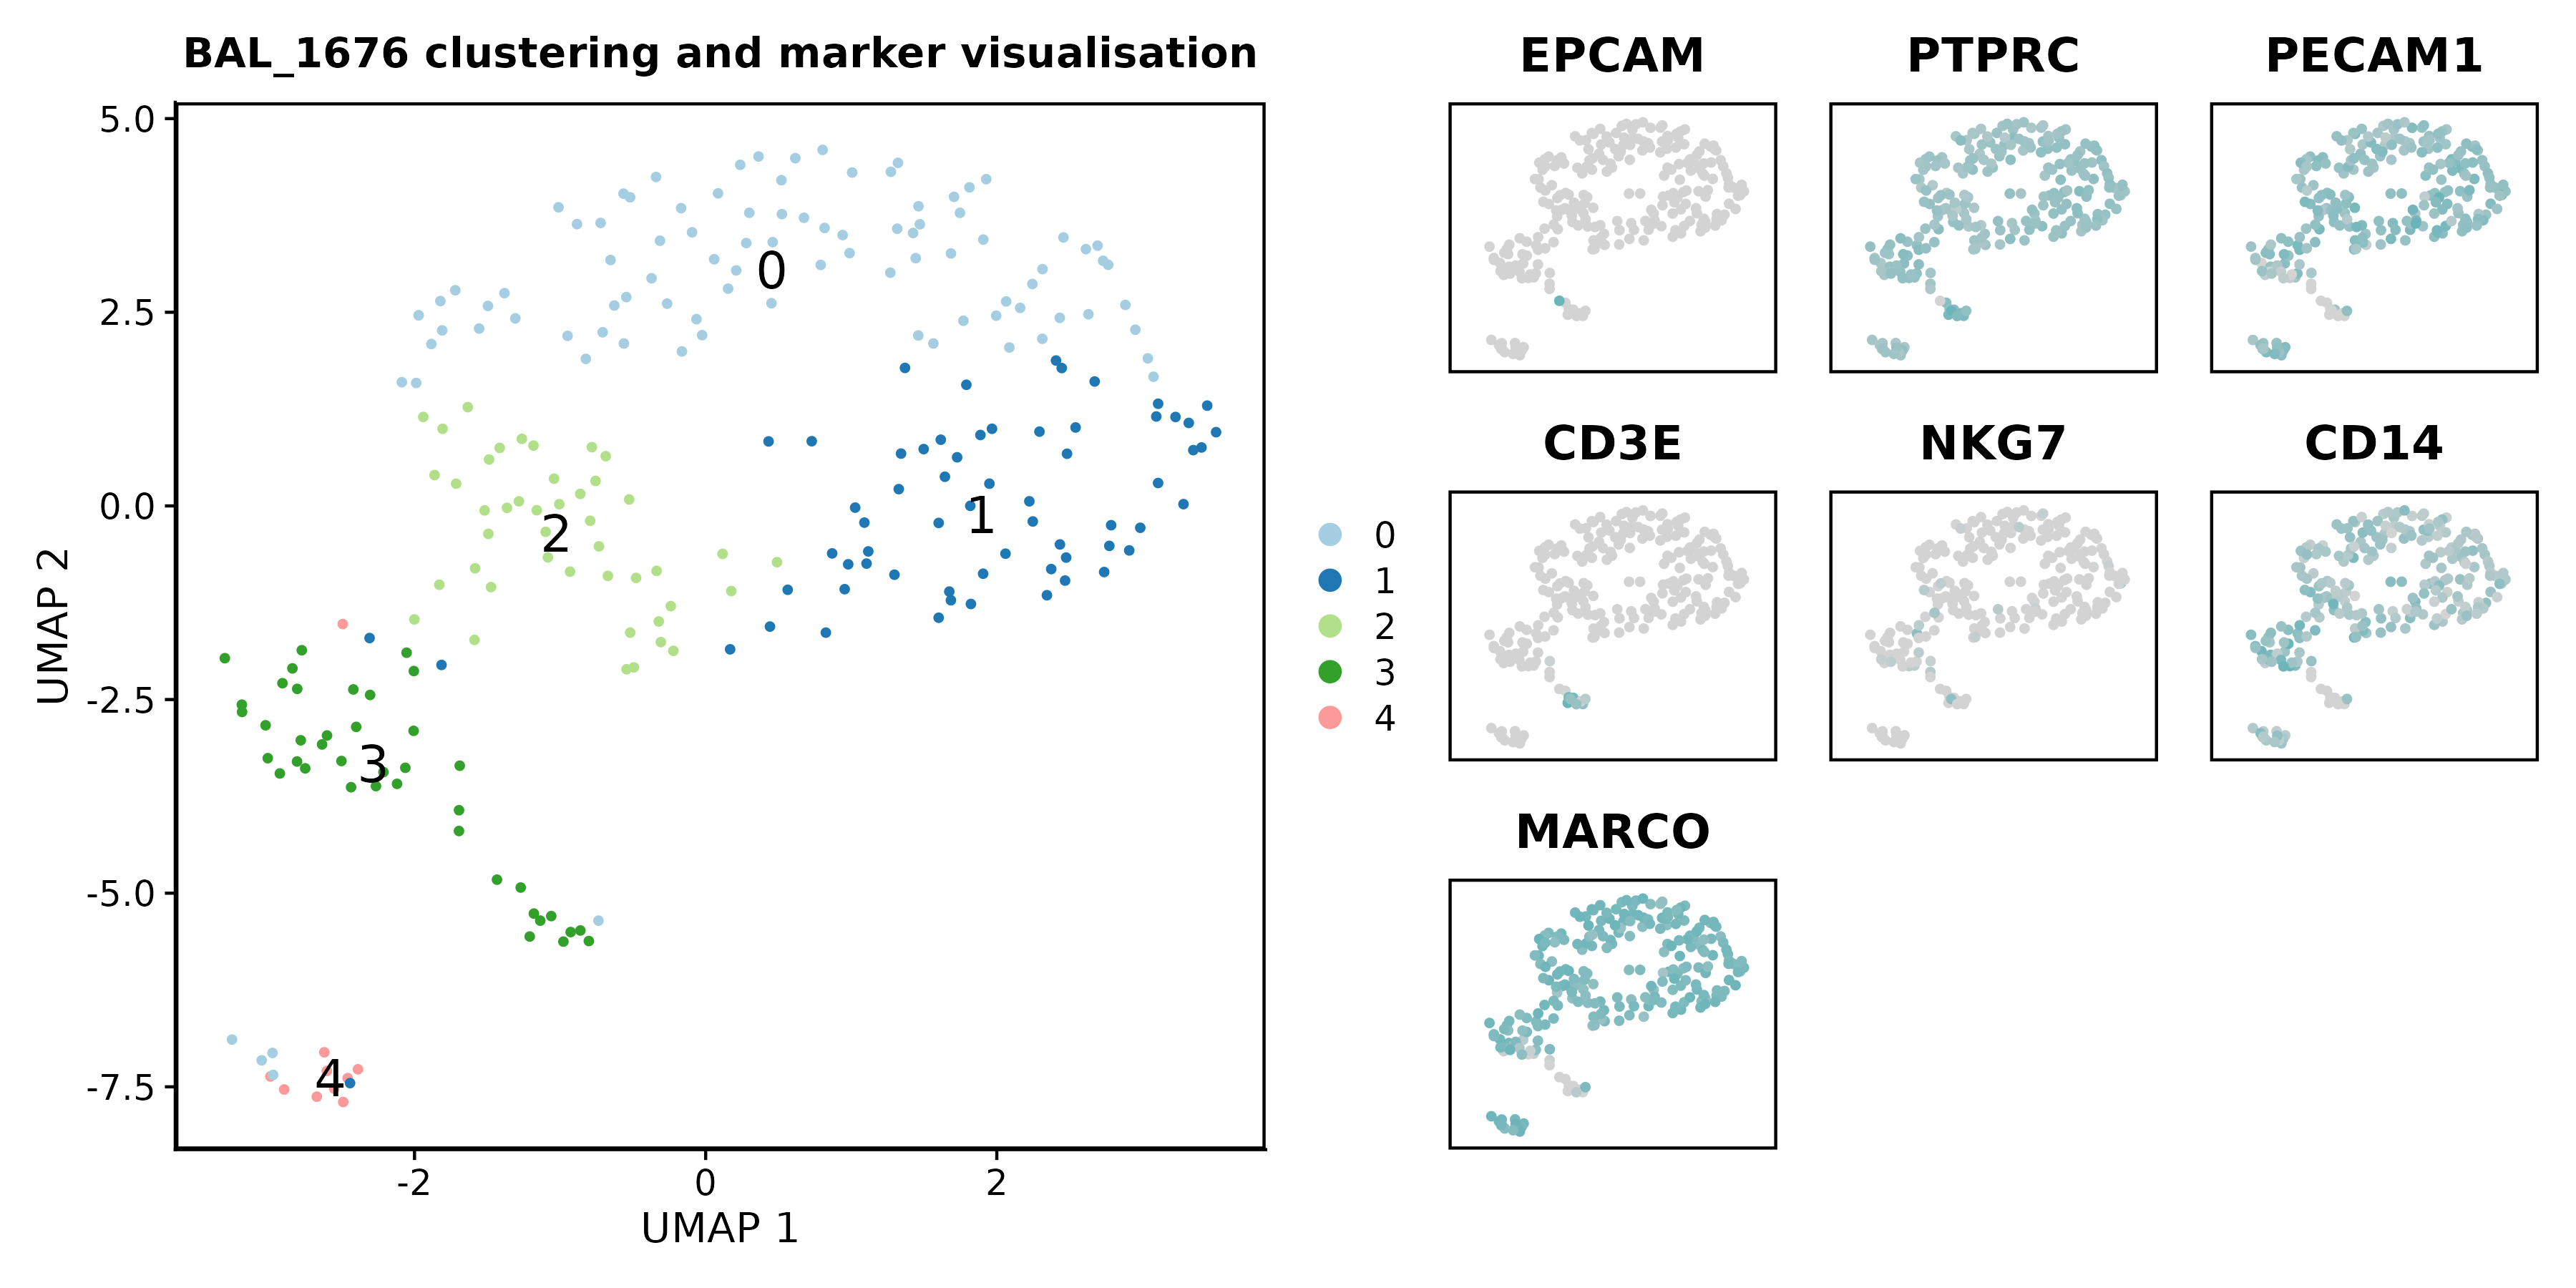 BAL_1676 clustering and marker visualisation
EPCAM
PTPRC
PECAM1
5.0
2.5
0.0
-2.5
-5.0
-7.5
UMAP 2
0
1
2
3
4
-2
0
2
UMAP 1
0
1
2
3
4
CD3E
NKG7
CD14
MARCO